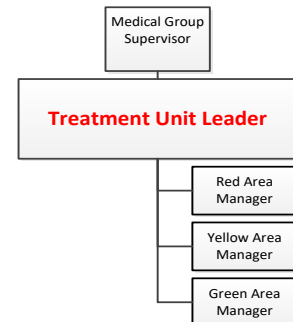 Medical Group
Supervisor
Treatment Unit Leader
Red Area
Manager
Yellow Area
Manager
Green Area
Manager